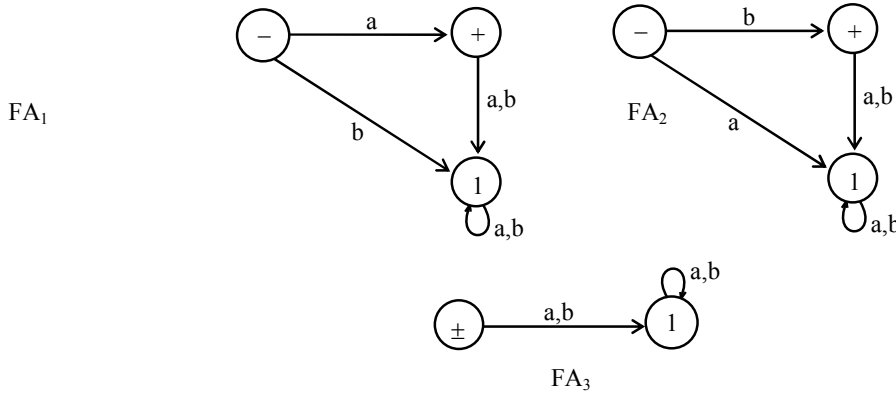 − a + − b +
FA₁ b a,b FA₂ a a,b
1 1
a,b a,b
a,b
± a,b 1
FA₃